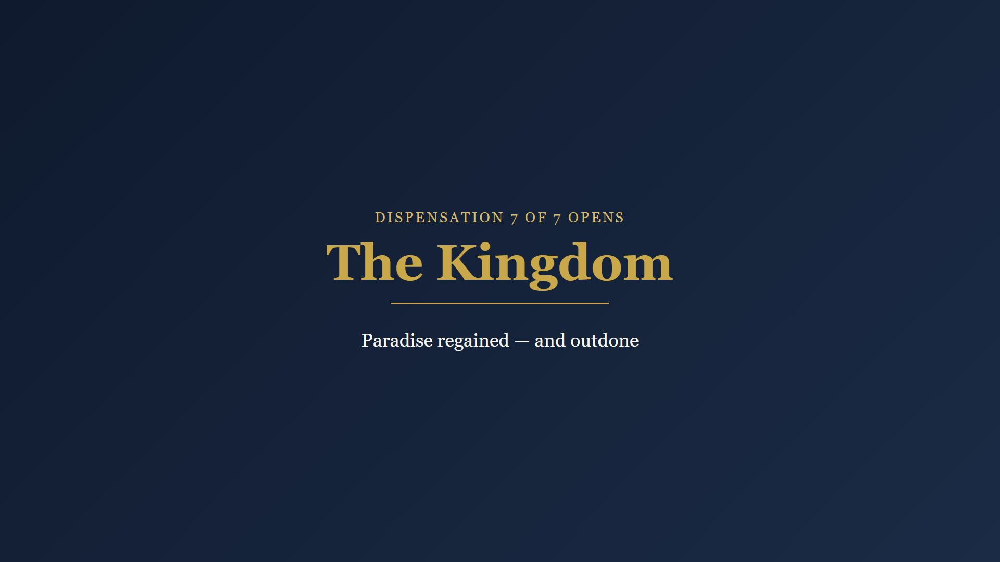 DISPENSATION 7 OF 7 OPENS
The Kingdom
Paradise regained — and outdone